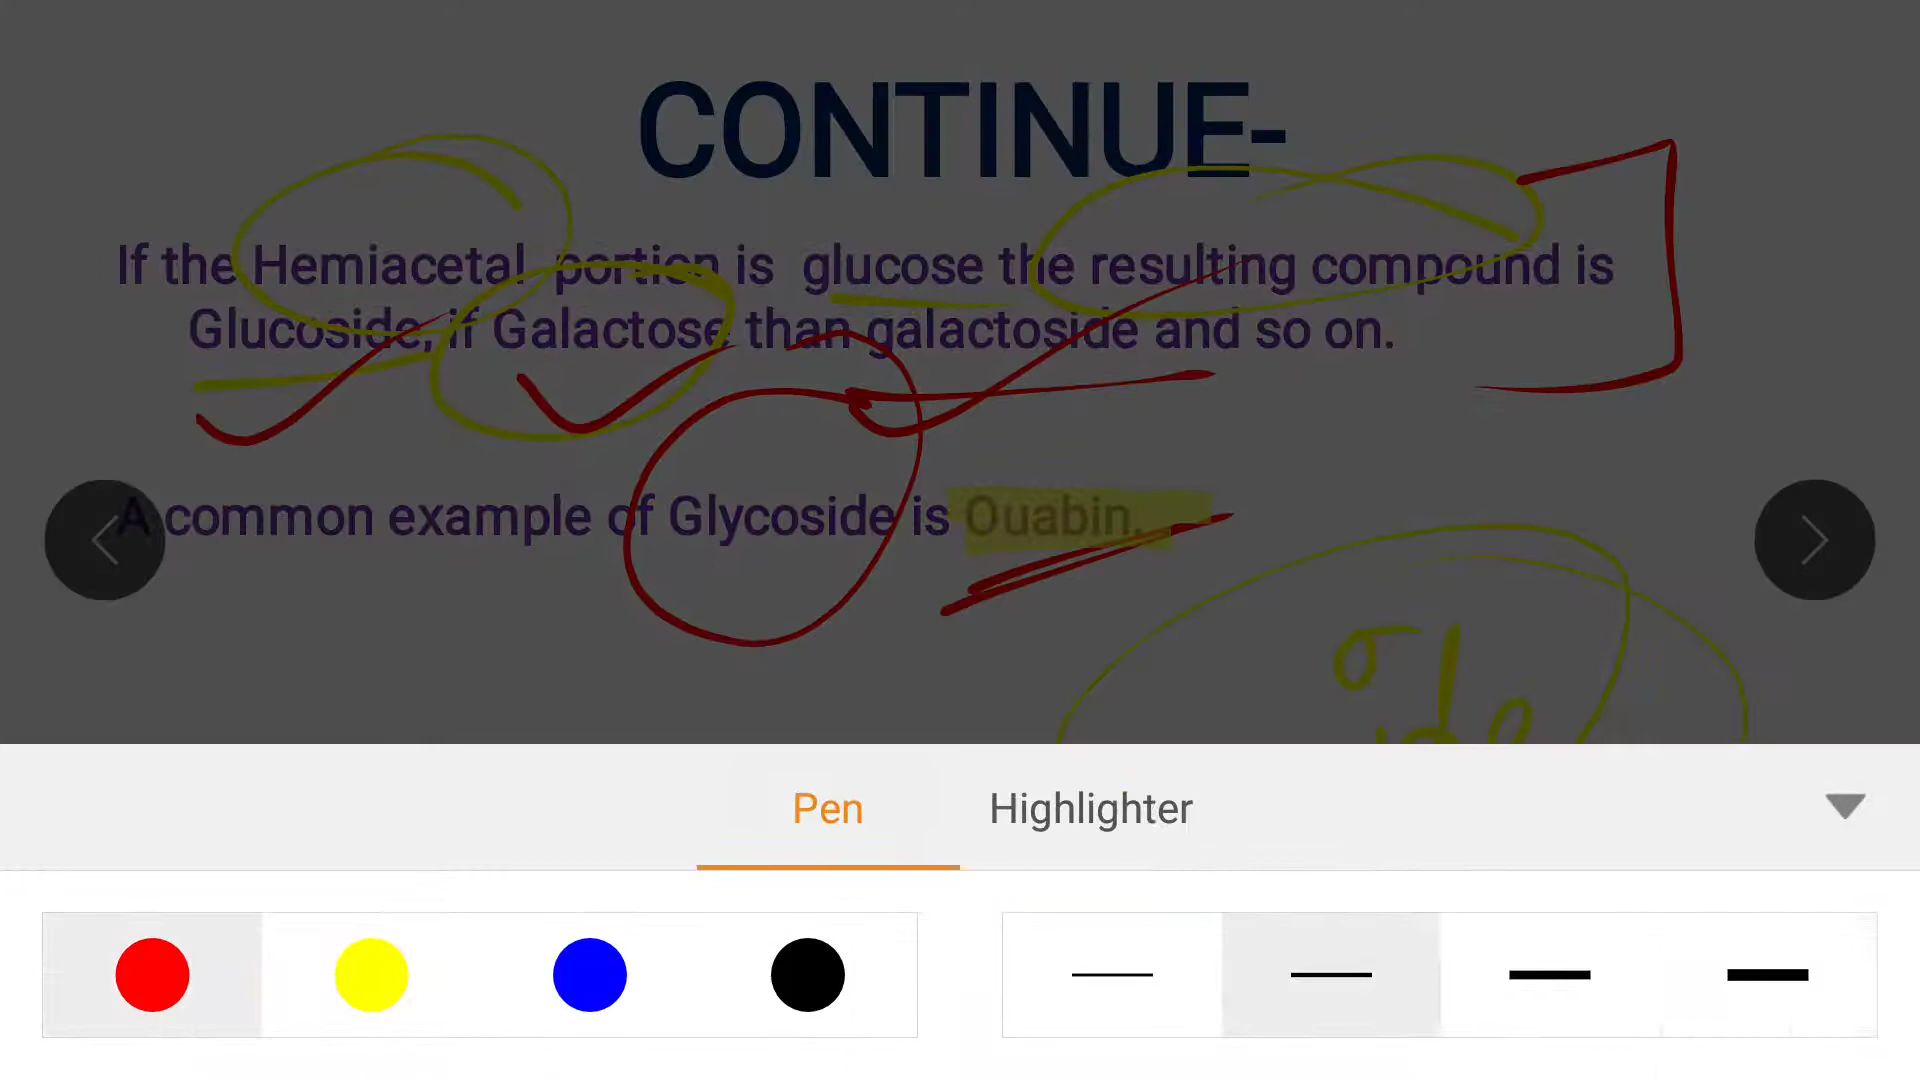 CONTINUE-
If the Hemiacetal portion is glucose the resulting compound is
Glucoside, if Galactose than galactoside and so on.
A common example of Glycoside is Ouabin.
ide
Pen Highlighter